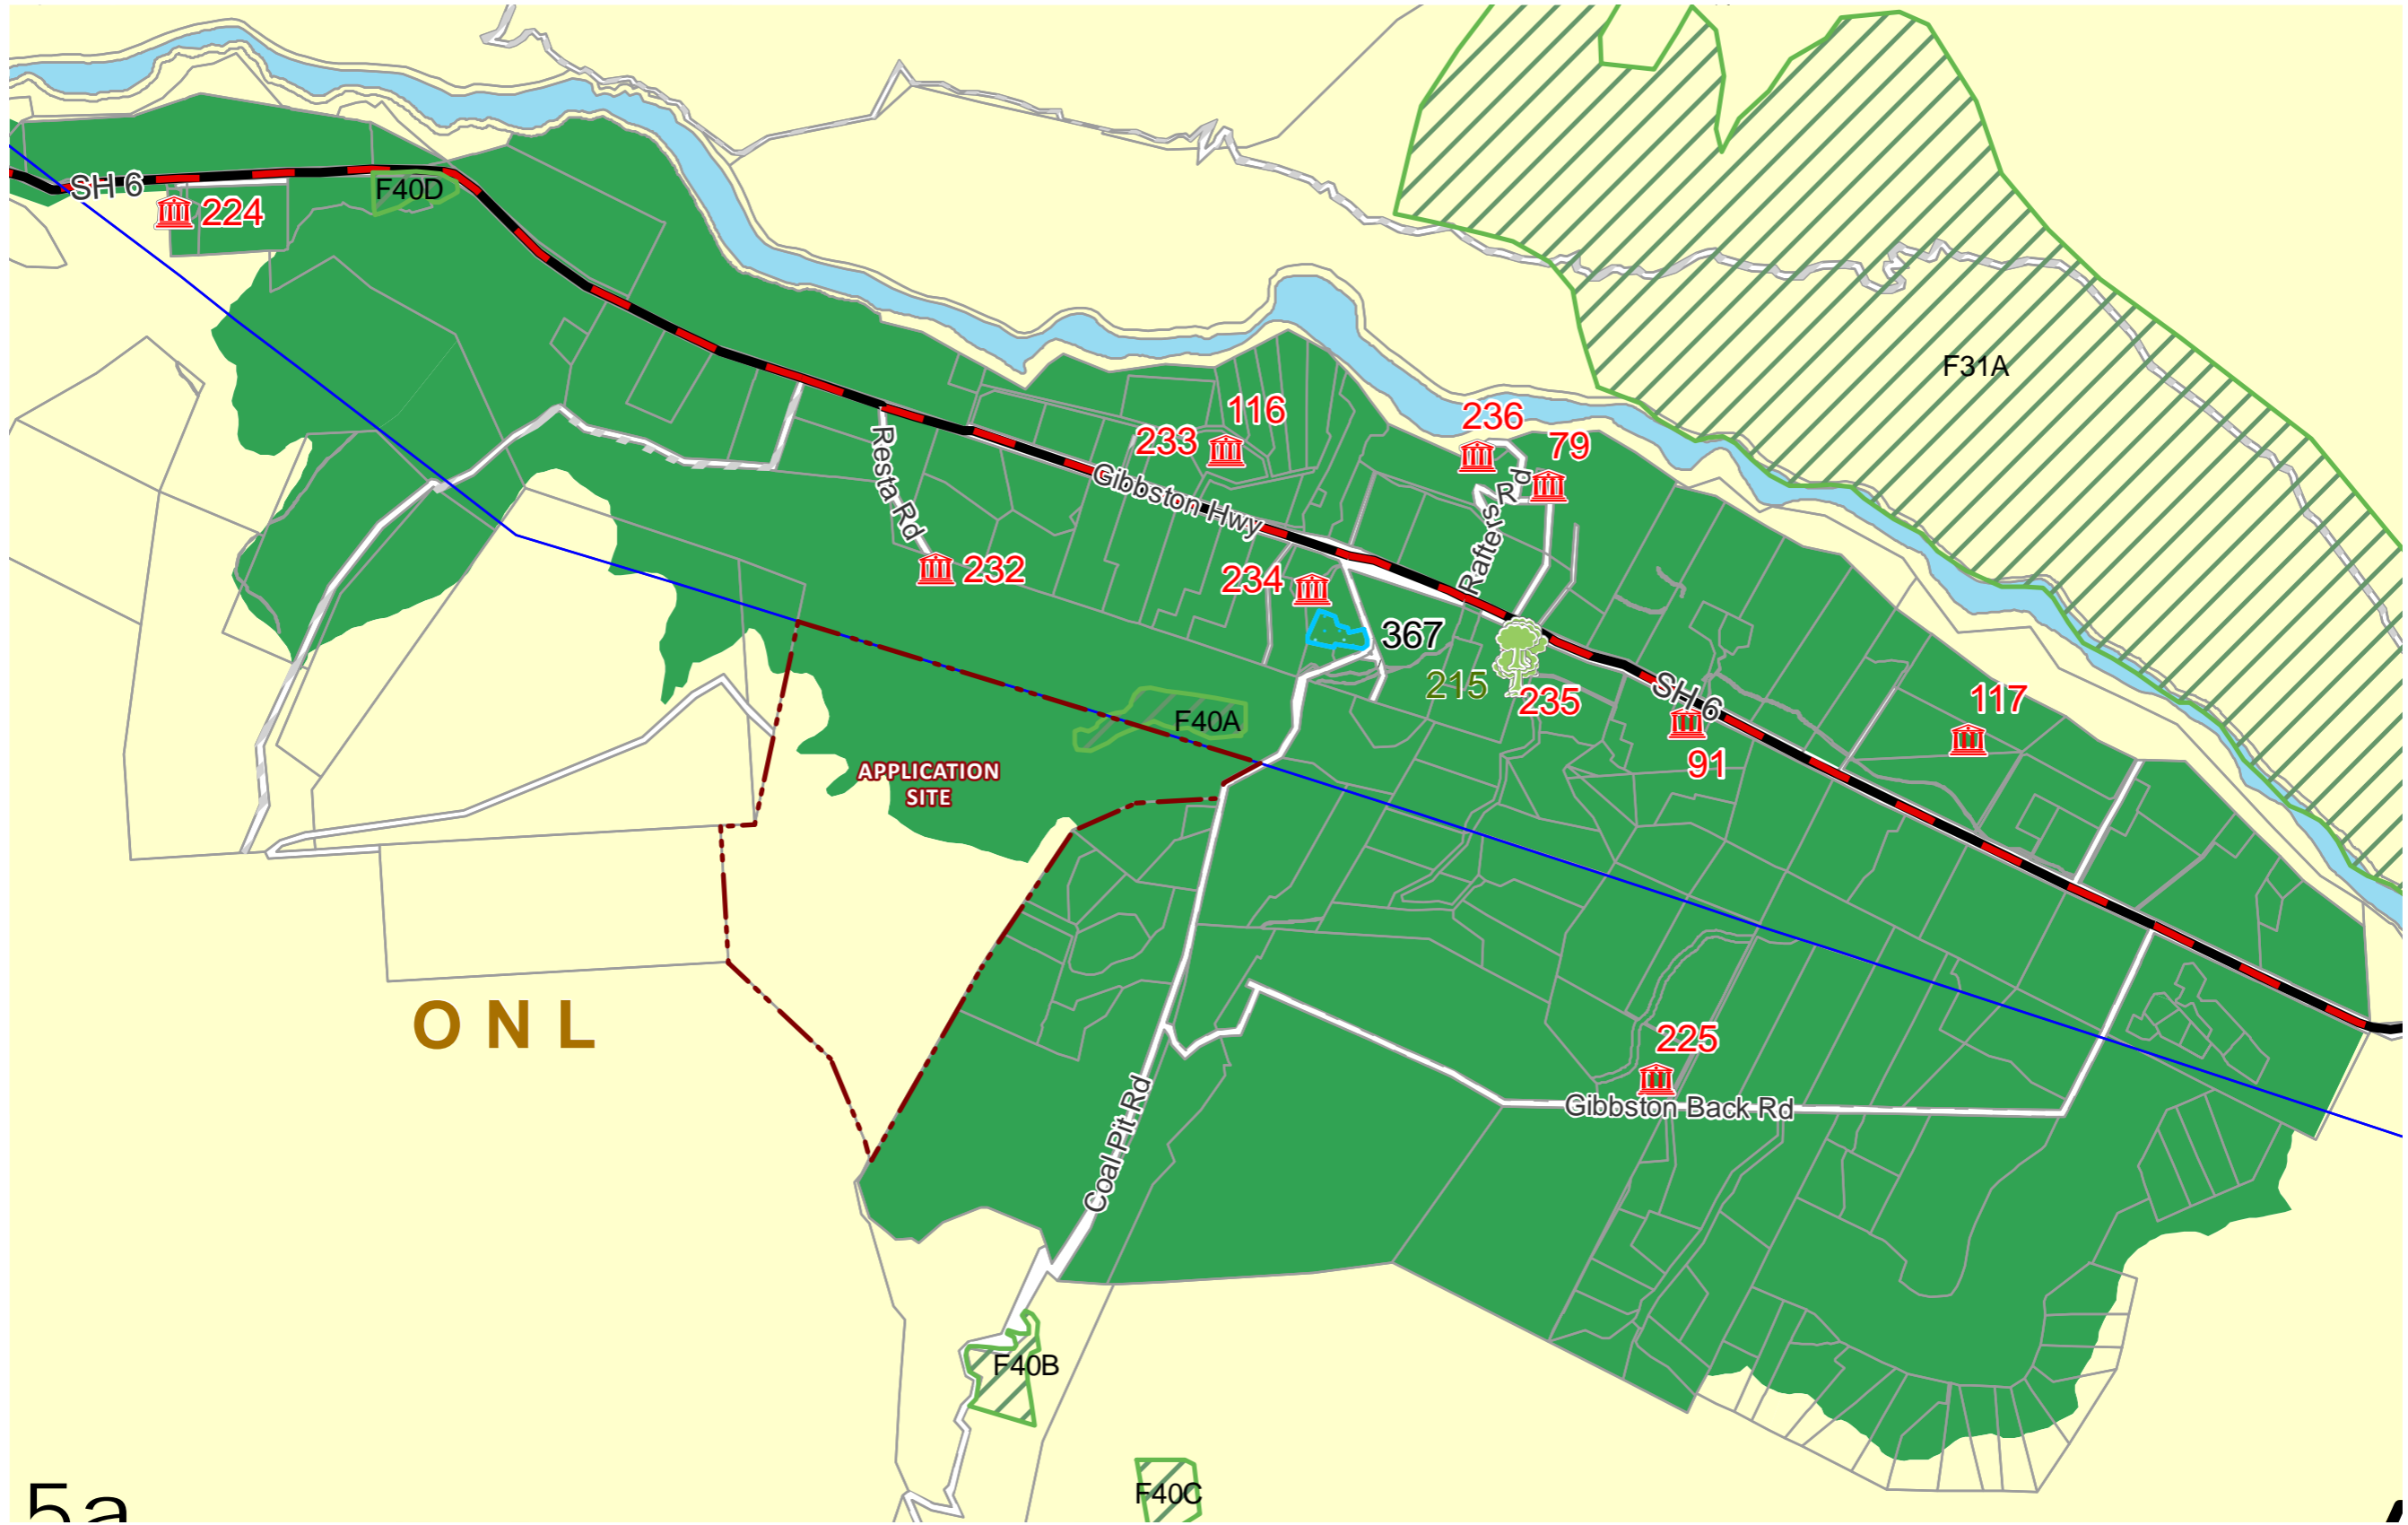 SH 6
224
F40D
F31A
116
233
236
79
Resta Rd
Gibbston Hwy
Rafters Rd
232
234
367
215
235
SH 6
91
117
F40A
APPLICATION
SITE
O N L
225
Gibbston Back Rd
Coal Pit Rd
F40B
F40C
5a